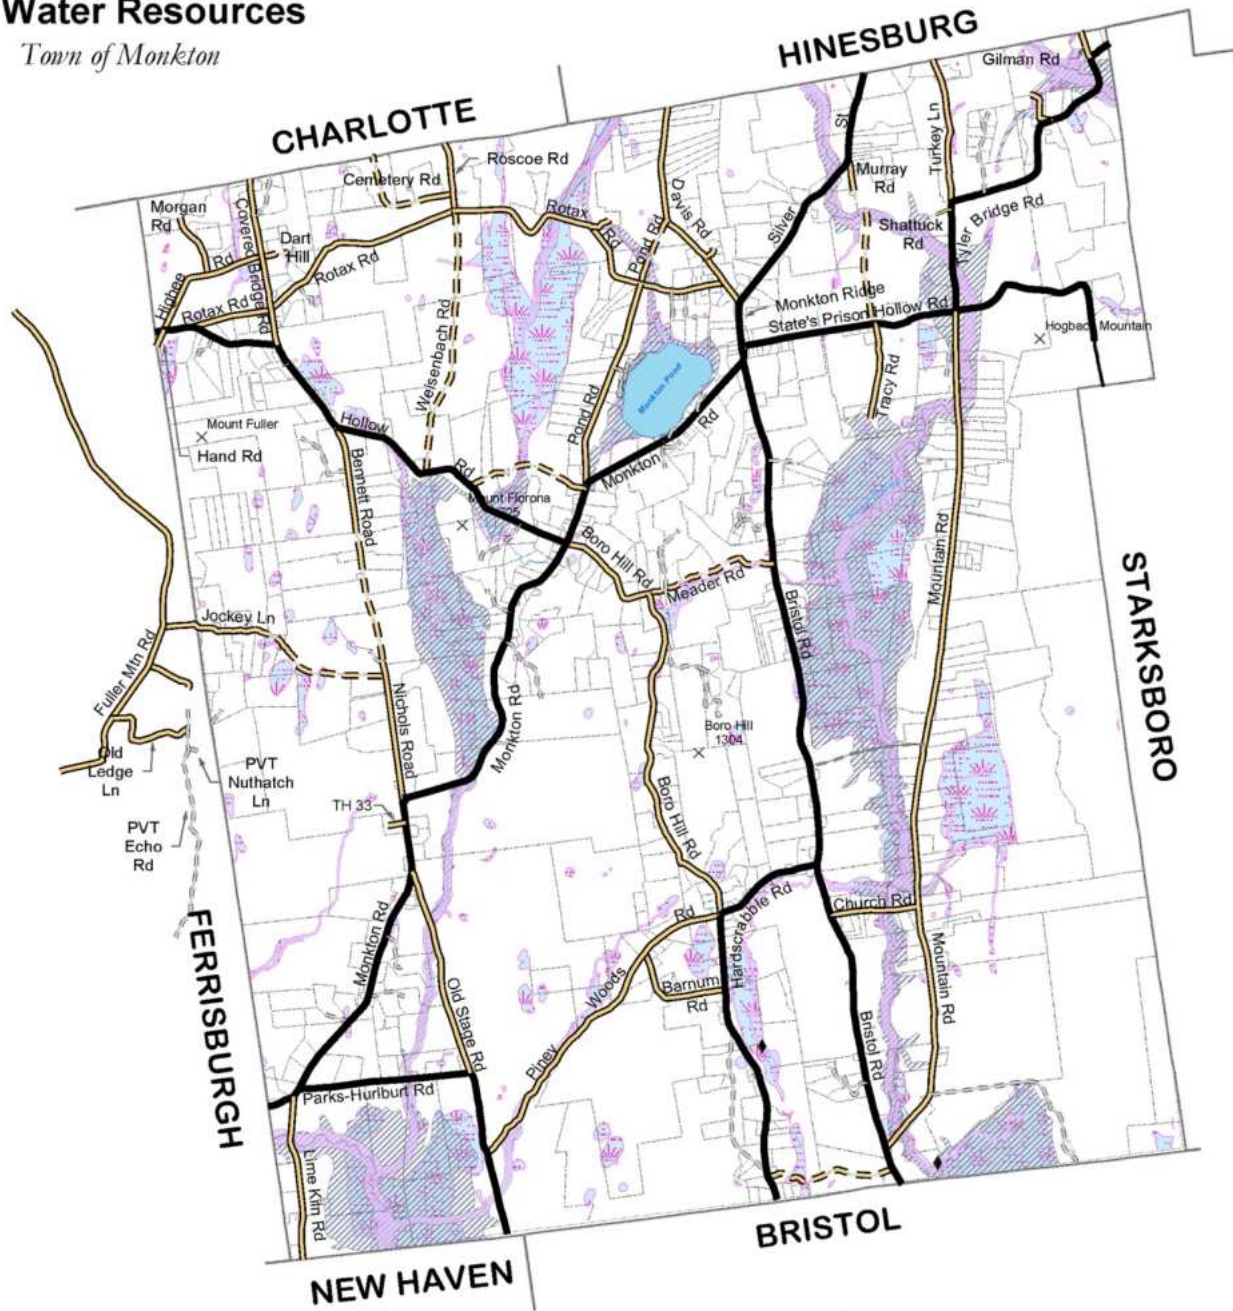 Water Resources
Town of Monkton
HINESBURG
CHARLOTTE
Gilman Rd
Roscoe Rd
Cemetery Rd
St
Turkey Ln
Murray
Rd
Morgan
Rd
Covered Bridge
Rd
Dart
Hill
Rd
Rotax
Rd
Davis Rd
Pond Rd
Silver
Shattuck
Rd
Tyler Bridge Rd
Higbee
Rotax Rd
Rotax Rd
Monkton Ridge
State's Prison Hollow Rd
Hogback Mountain
Weisenbach Rd
Monkton Pond
Tracy Rd
Pond Rd
Mount Fuller
Hand Rd
Hollow
Rd
Monkton
Rd
Bennett Road
Mount Florona
Boro Hill Rd
Meader Rd
Mountain Rd
Bristol Rd
STARKSBORO
Jockey Ln
Fuller Mtn Rd
Nichols Road
Monkton Rd
Boro Hill
1304
Old
Ledge
Ln
PVT
Nuthatch
Ln
TH 33
PVT
Echo
Rd
Boro Hill Rd
FERRISBURGH
Monkton Rd
Old Stage Rd
Piney
Woods
Rd
Barnum
Rd
Hardscrabble Rd
Church Rd
Mountain Rd
Bristol Rd
Parks-Hurlburt Rd
Lime Kiln Rd
BRISTOL
NEW HAVEN